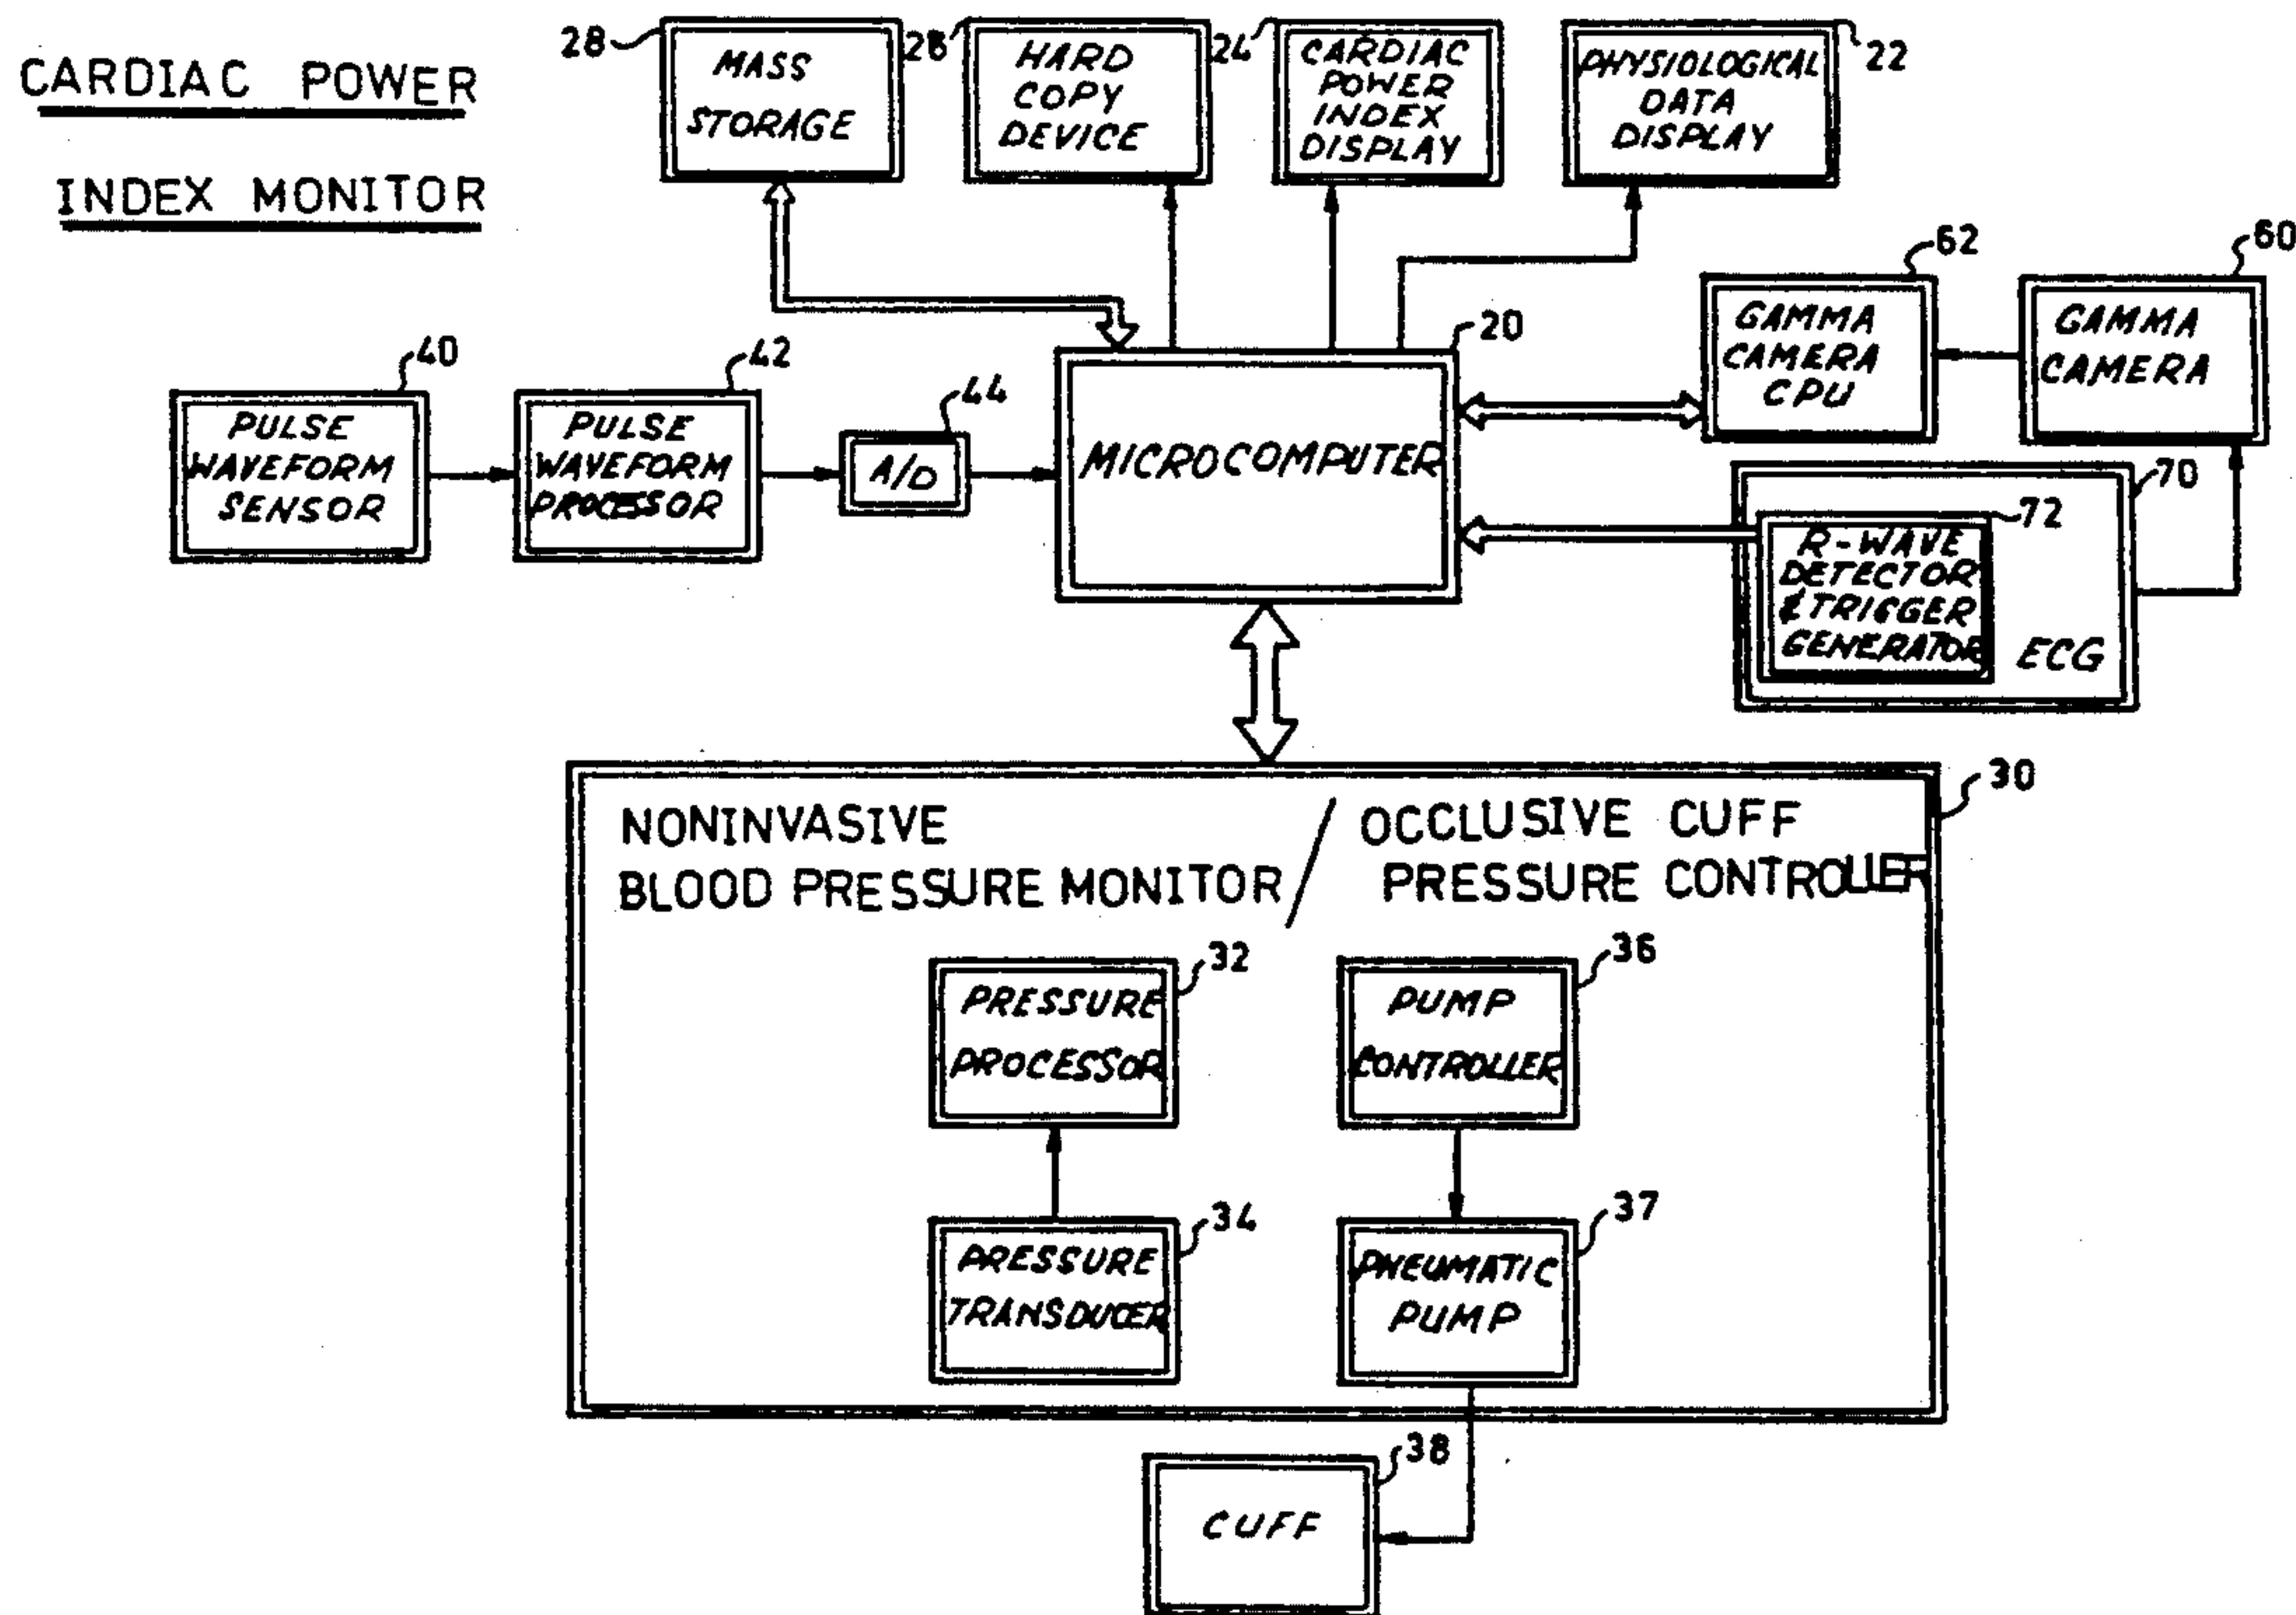 CARDIAC POWER
INDEX MONITOR
28
MASS
STORAGE
26
HARD
COPY
DEVICE
24
CARDIAC
POWER
INDEX
DISPLAY
22
PHYSIOLOGICAL
DATA
DISPLAY
62
GAMMA
CAMERA
CPU
60
GAMMA
CAMERA
40
PULSE
WAVEFORM
SENSOR
42
PULSE
WAVEFORM
PROCESSOR
44
A/D
20
MICROCOMPUTER
70
72
R-WAVE
DETECTOR
& TRIGGER
GENERATOR
ECG
30
NONINVASIVE
BLOOD PRESSURE MONITOR /
OCCLUSIVE CUFF
PRESSURE CONTROLLER
32
PRESSURE
PROCESSOR
36
PUMP
CONTROLLER
34
PRESSURE
TRANSDUCER
37
PNEUMATIC
PUMP
38
CUFF